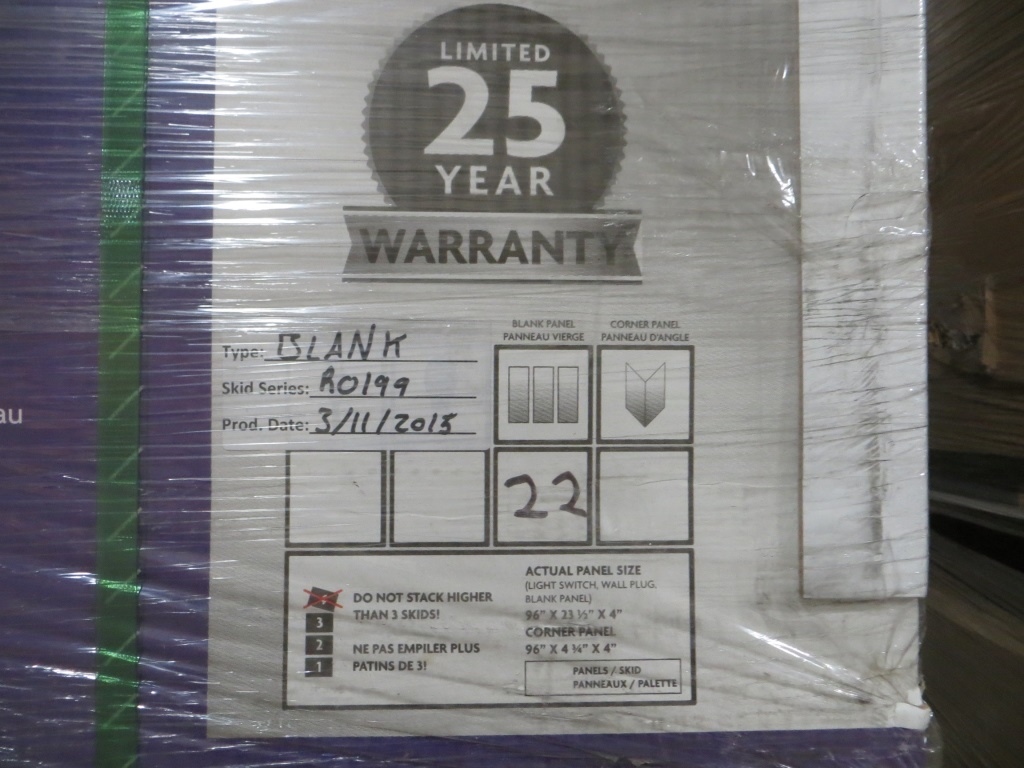 LIMITED
25
YEAR
WARRANTY
au
BLANK PANEL
PANNEAU VIERGE
CORNER PANEL
PANNEAU D'ANGLE
Type: BLANK
Skid Series: R0199
Prod. Date: 3/11/2015
22
DO NOT STACK HIGHER
THAN 3 SKIDS!
NE PAS EMPILER PLUS
PATINS DE 3!
3
2
1
ACTUAL PANEL SIZE
(LIGHT SWITCH, WALL PLUG,
BLANK PANEL)
96" X 23 ½" X 4"
CORNER PANEL
96" X 4 ¼" X 4"
PANELS / SKID
PANNEAUX / PALETTE